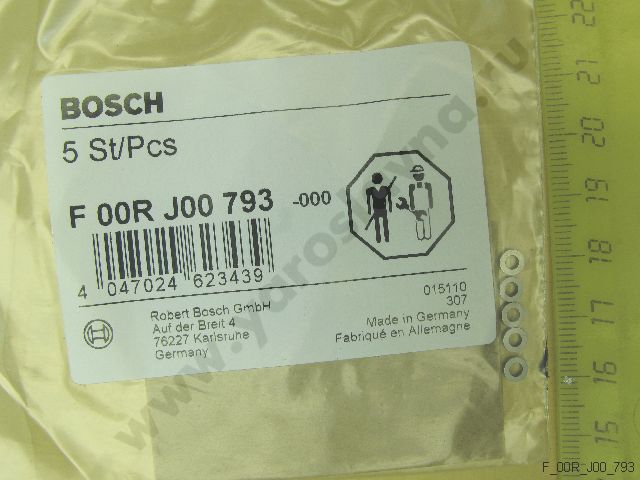 BOSCH
5 St/Pcs
F 00R J00 793 -000
4 047024 623439
Robert Bosch GmbH
Auf der Breit 4
76227 Karlsruhe
Germany
015110
307
Made in Germany
Fabriqué en Allemagne
22
21
20
19
18
17
16
15
F_00R_J00_793